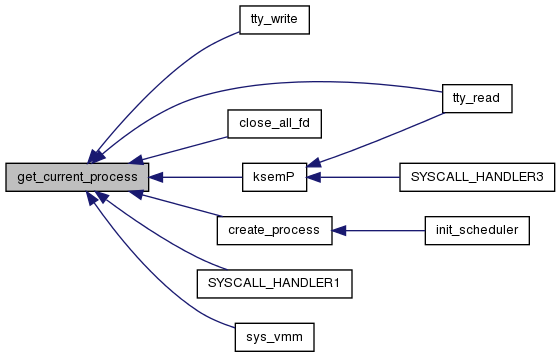 tty_write
tty_read
close_all_fd
get_current_process
ksemP
SYSCALL_HANDLER3
create_process
init_scheduler
SYSCALL_HANDLER1
sys_vmm